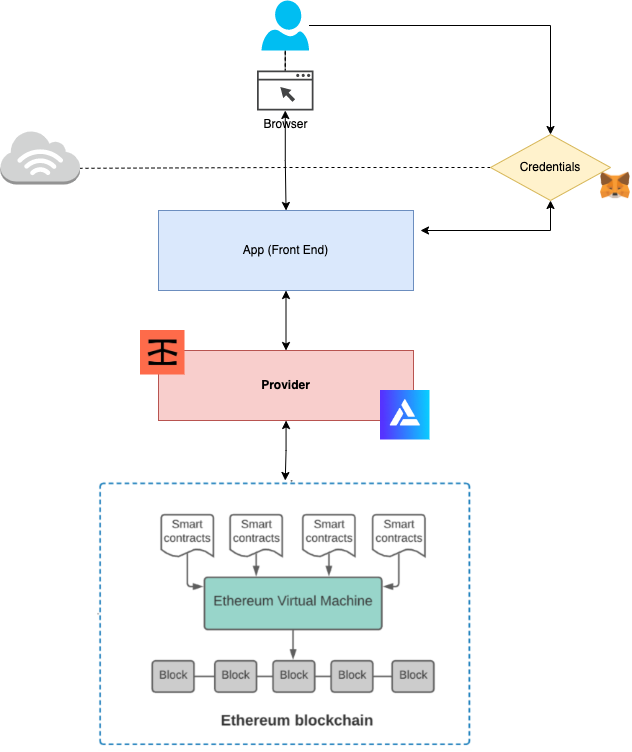 Browser
Credentials
App (Front End)
Provider
Smart
contracts
Smart
contracts
Smart
contracts
Smart
contracts
Ethereum Virtual Machine
Block
Block
Block
Block
Block
Ethereum blockchain